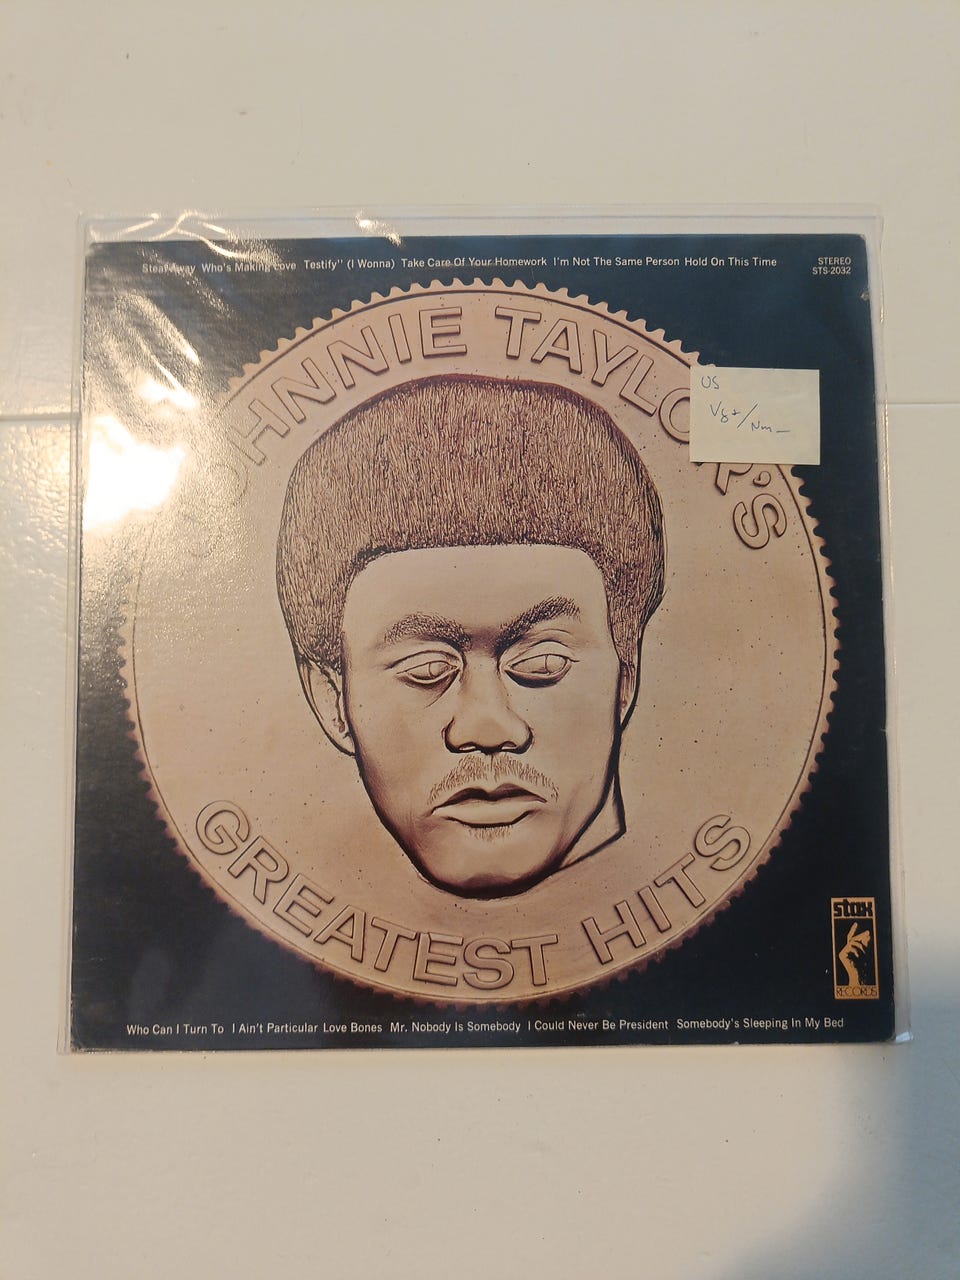 Steal Away Who's Making Love Testify" (I Wonna) Take Care Of Your Homework I'm Not The Same Person Hold On This Time
STEREO
STS-2032
JOHNNIE TAYLOR'S
US
Vg+/Nm-
GREATEST HITS
stax
RECORDS
Who Can I Turn To I Ain't Particular Love Bones Mr. Nobody Is Somebody I Could Never Be President Somebody's Sleeping In My Bed